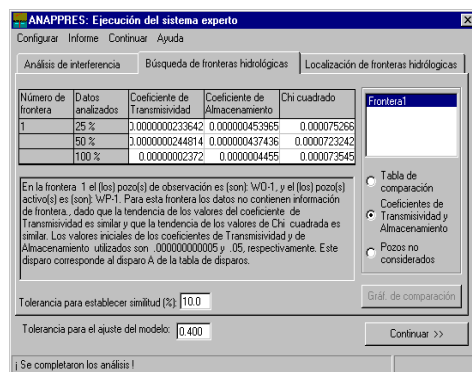 ANAPPRES: Ejecución del sistema experto
Configurar Informe Continuar Ayuda
Análisis de interferencia Búsqueda de fronteras hidrológicas Localización de fronteras hidrólogicas
Número de frontera Datos analizados Coeficiente de Transmisividad Coeficiente de Almacenamiento Chi cuadrado
1 25 % 0.0000000233642 0.000000453965 0.000075266
50 % 0.0000000244814 0.000000437436 0.000723242
100 % 0.00000002372 0.0000004455 0.000073545
Frontera1
Tabla de comparación
Coeficientes de Transmisividad y Almacenamiento
Pozos no considerados
En la frontera 1 el (los) pozo(s) de observación es (son): WO-1, y el (los) pozo(s)
activo(s) es (son): WP-1. Para esta frontera los datos no contienen información
de frontera., dado que la tendencia de los valores del coeficiente de
Transmisividad es similar y que la tendencia de los valores de Chi cuadrada es
similar. Los valores iniciales de los coeficientes de Transmisividad y de
Almacenamiento utilizados son .000000000005 y .05, respectivamente. Este
disparo corresponde al disparo A de la tabla de disparos.
Gráf. de comparación
Tolerancia para establecer similitud (%): 10.0
Tolerancia para el ajuste del modelo: 0.400
Continuar >>
¡ Se completaron los análisis !